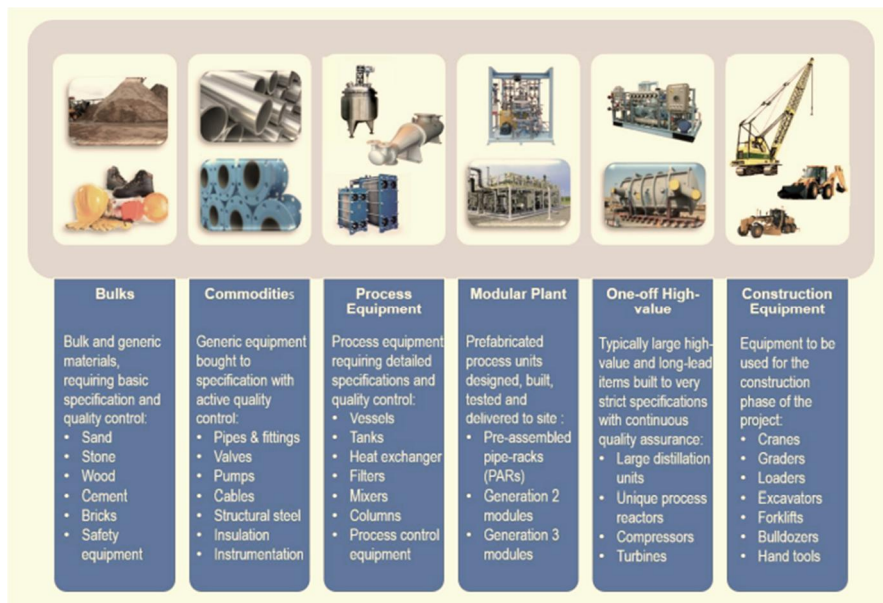 Bulks
Bulk and generic
materials,
requiring basic
specification and
quality control:
• Sand
• Stone
• Wood
• Cement
• Bricks
• Safety
equipment
Commodities
Generic equipment
bought to
specification with
active quality
control:
• Pipes & fittings
• Valves
• Pumps
• Cables
• Structural steel
• Insulation
• Instrumentation
Process
Equipment
Process equipment
requiring detailed
specifications and
quality control:
• Vessels
• Tanks
• Heat exchanger
• Filters
• Mixers
• Columns
• Process control
equipment
Modular Plant
Prefabricated
process units
designed, built,
tested and
delivered to site :
• Pre-assembled
pipe-racks
(PARs)
• Generation 2
modules
• Generation 3
modules
One-off High-
value
Typically large high-
value and long-lead
items built to very
strict specifications
with continuous
quality assurance:
• Large distillation
units
• Unique process
reactors
• Compressors
• Turbines
Construction
Equipment
Equipment to be
used for the
construction
phase of the
project:
• Cranes
• Graders
• Loaders
• Excavators
• Forklifts
• Bulldozers
• Hand tools